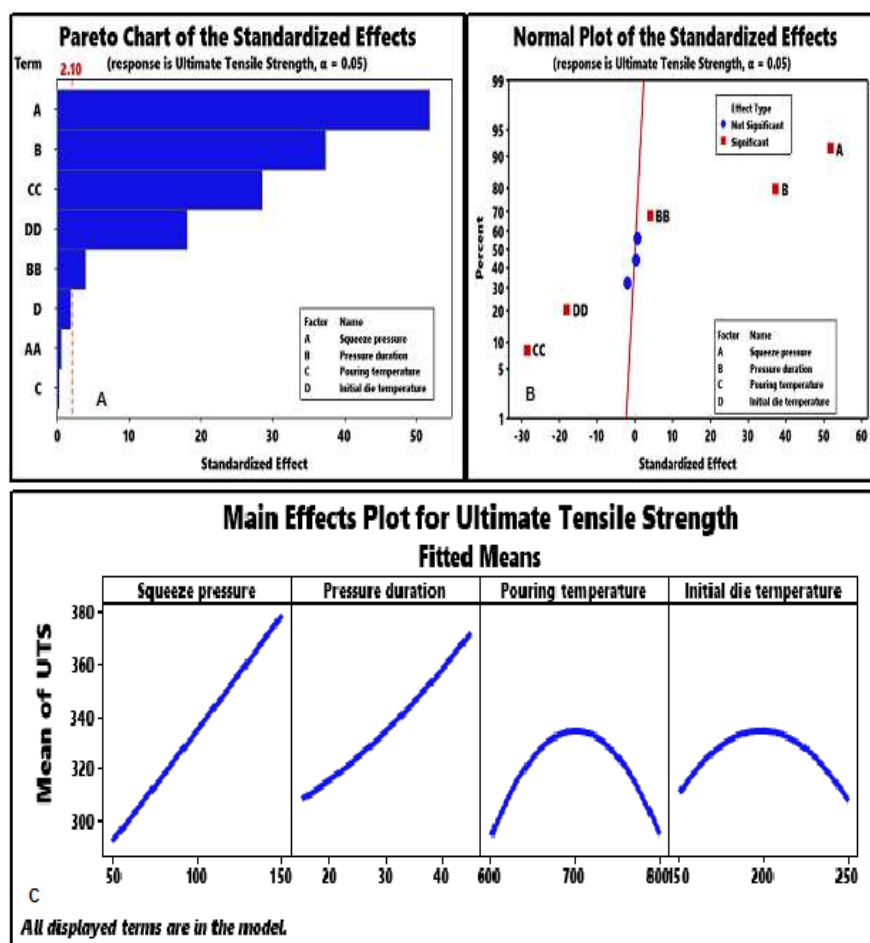 Pareto Chart of the Standardized Effects
(response is Ultimate Tensile Strength, α = 0.05)
Term
2.10
A
B
CC
DD
BB
D
AA
C
Factor Name
A Squeeze pressure
B Pressure duration
C Pouring temperature
D Initial die temperature
A
0 10 20 30 40 50
Standardized Effect
Normal Plot of the Standardized Effects
(response is Ultimate Tensile Strength, α = 0.05)
99
95
90
80
70
60
50
40
30
20
10
5
1
Percent
Effect Type
Not Significant
Significant
A
B
BB
DD
CC
Factor Name
A Squeeze pressure
B Pressure duration
C Pouring temperature
D Initial die temperature
B
-30 -20 -10 0 10 20 30 40 50 60
Standardized Effect
Main Effects Plot for Ultimate Tensile Strength
Fitted Means
Squeeze pressure Pressure duration Pouring temperature Initial die temperature
380
360
340
320
300
Mean of UTS
50 100 150 20 30 40 600 700 800 150 200 250
C
All displayed terms are in the model.